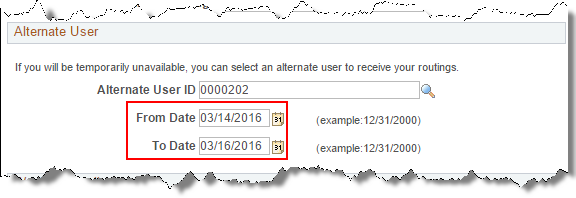 Alternate User
If you will be temporarily unavailable, you can select an alternate user to receive your routings.
Alternate User ID 0000202
From Date 03/14/2016 31 (example:12/31/2000)
To Date 03/16/2016 31 (example:12/31/2000)